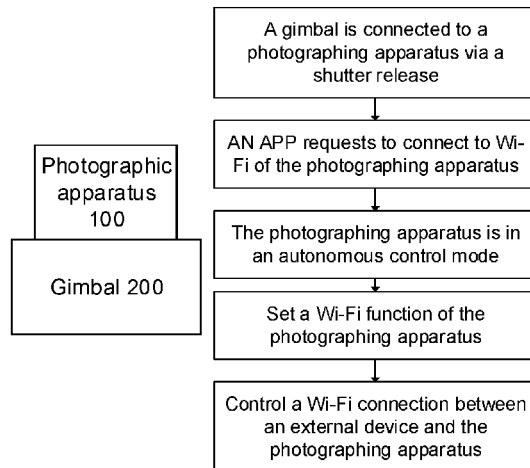 Photographic
apparatus
100
Gimbal 200
A gimbal is connected to a
photographing apparatus via a
shutter release
AN APP requests to connect to Wi-
Fi of the photographing apparatus
The photographing apparatus is in
an autonomous control mode
Set a Wi-Fi function of the
photographing apparatus
Control a Wi-Fi connection between
an external device and the
photographing apparatus